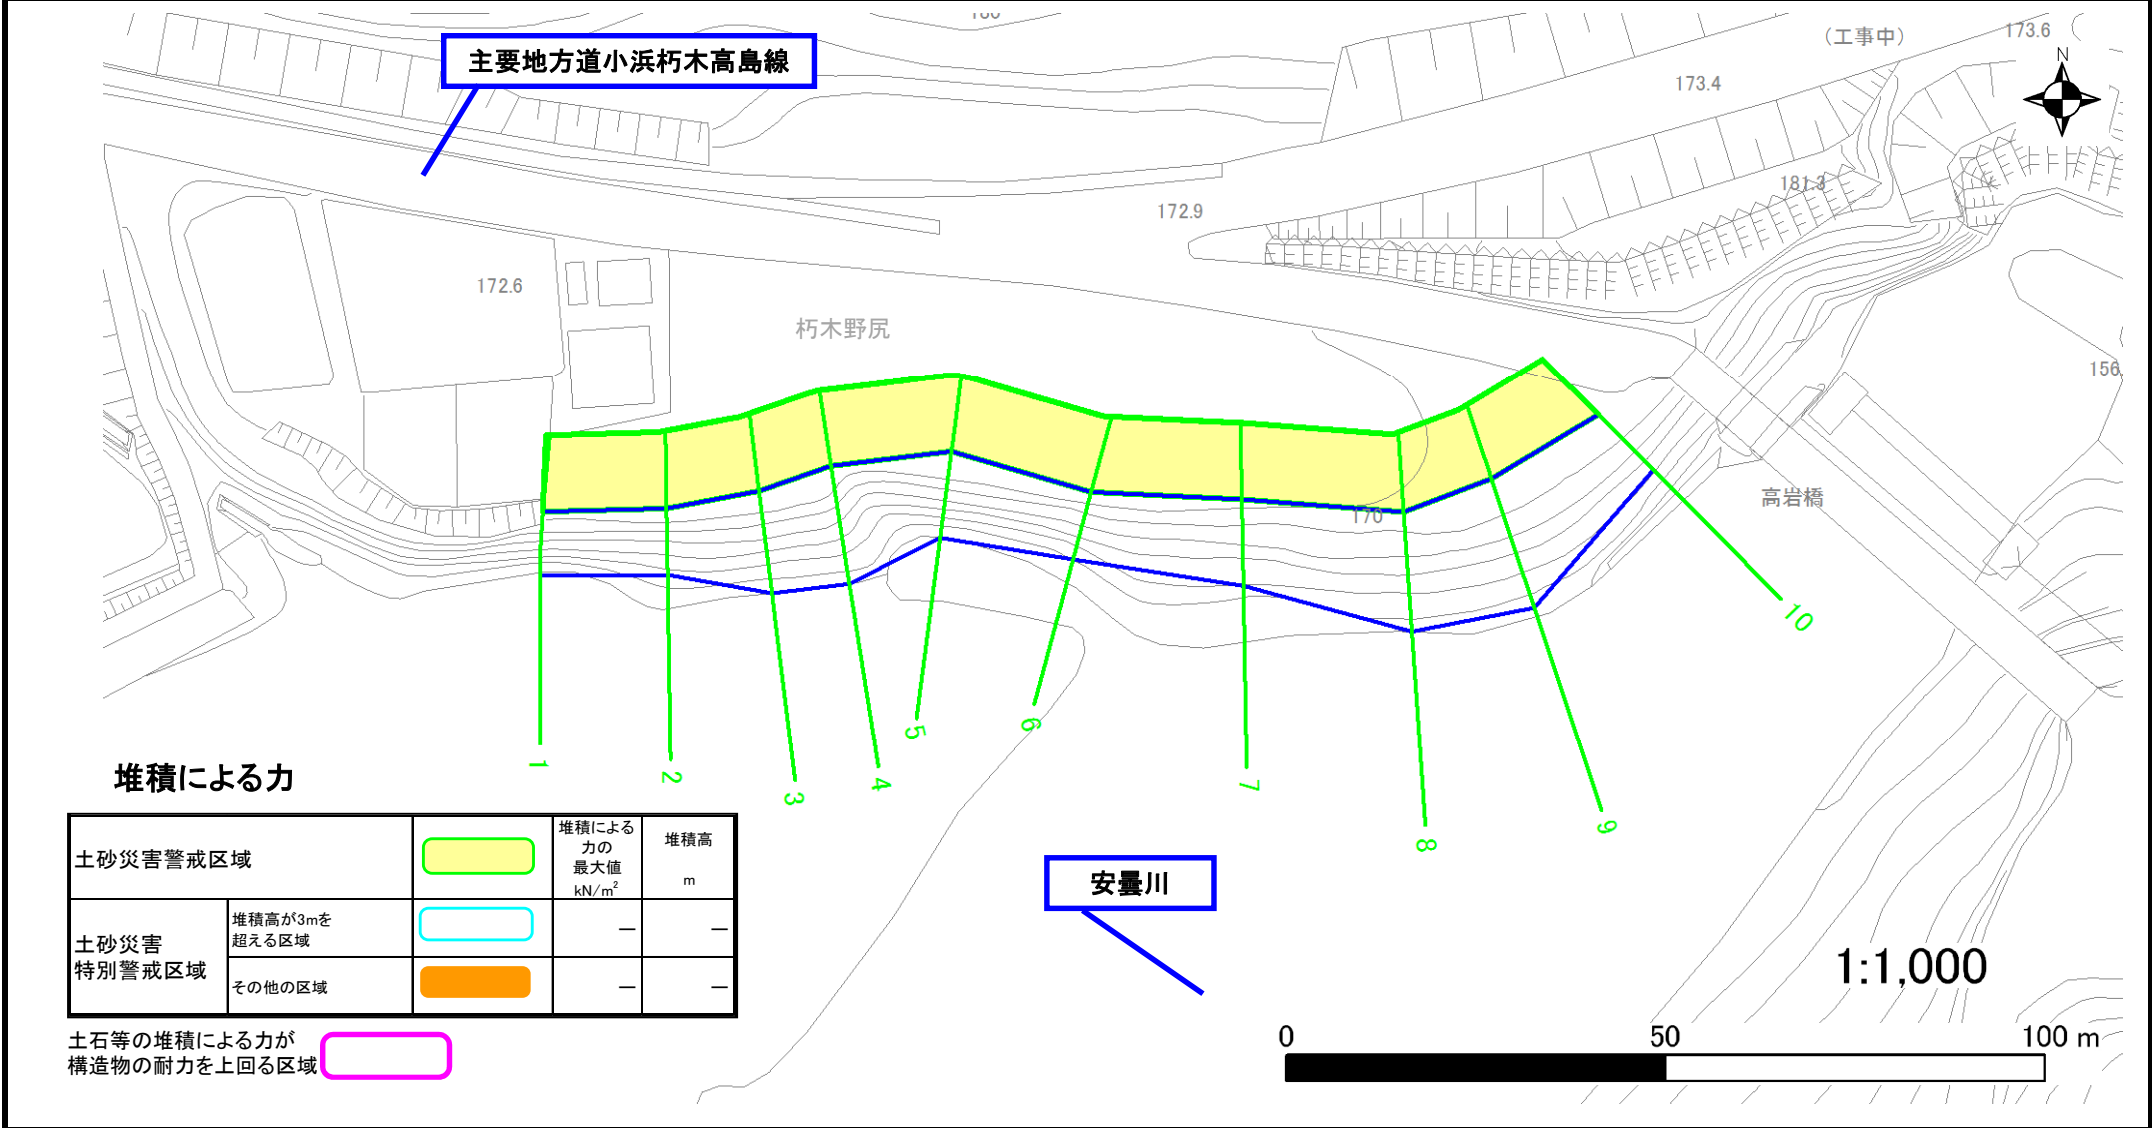 180
主要地方道小浜朽木高島線
（工事中）
173.6
N
173.4
181.3
172.9
172.6
朽木野尻
156.
170
高岩橋
10
1
2
3
4
5
6
7
8
9
堆積による力
土砂災害警戒区域
堆積による
力の
最大値
kN/m²
堆積高
m
土砂災害
特別警戒区域
堆積高が3mを
超える区域
―
―
その他の区域
―
―
土石等の堆積による力が
構造物の耐力を上回る区域
安曇川
1:1,000
0
50
100 m